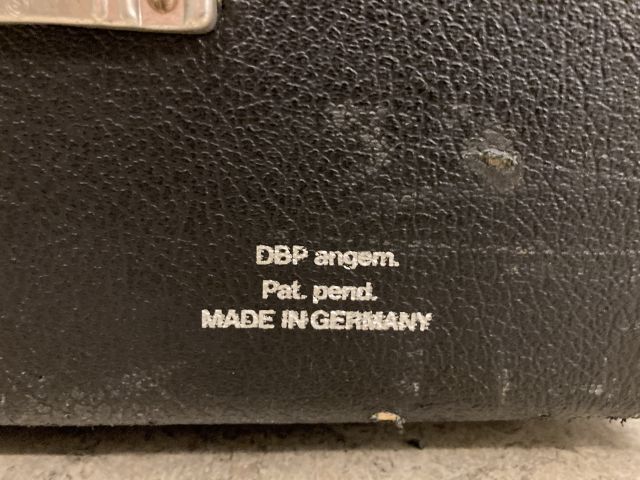 DBP angem.
Pat. pend.
MADE IN GERMANY